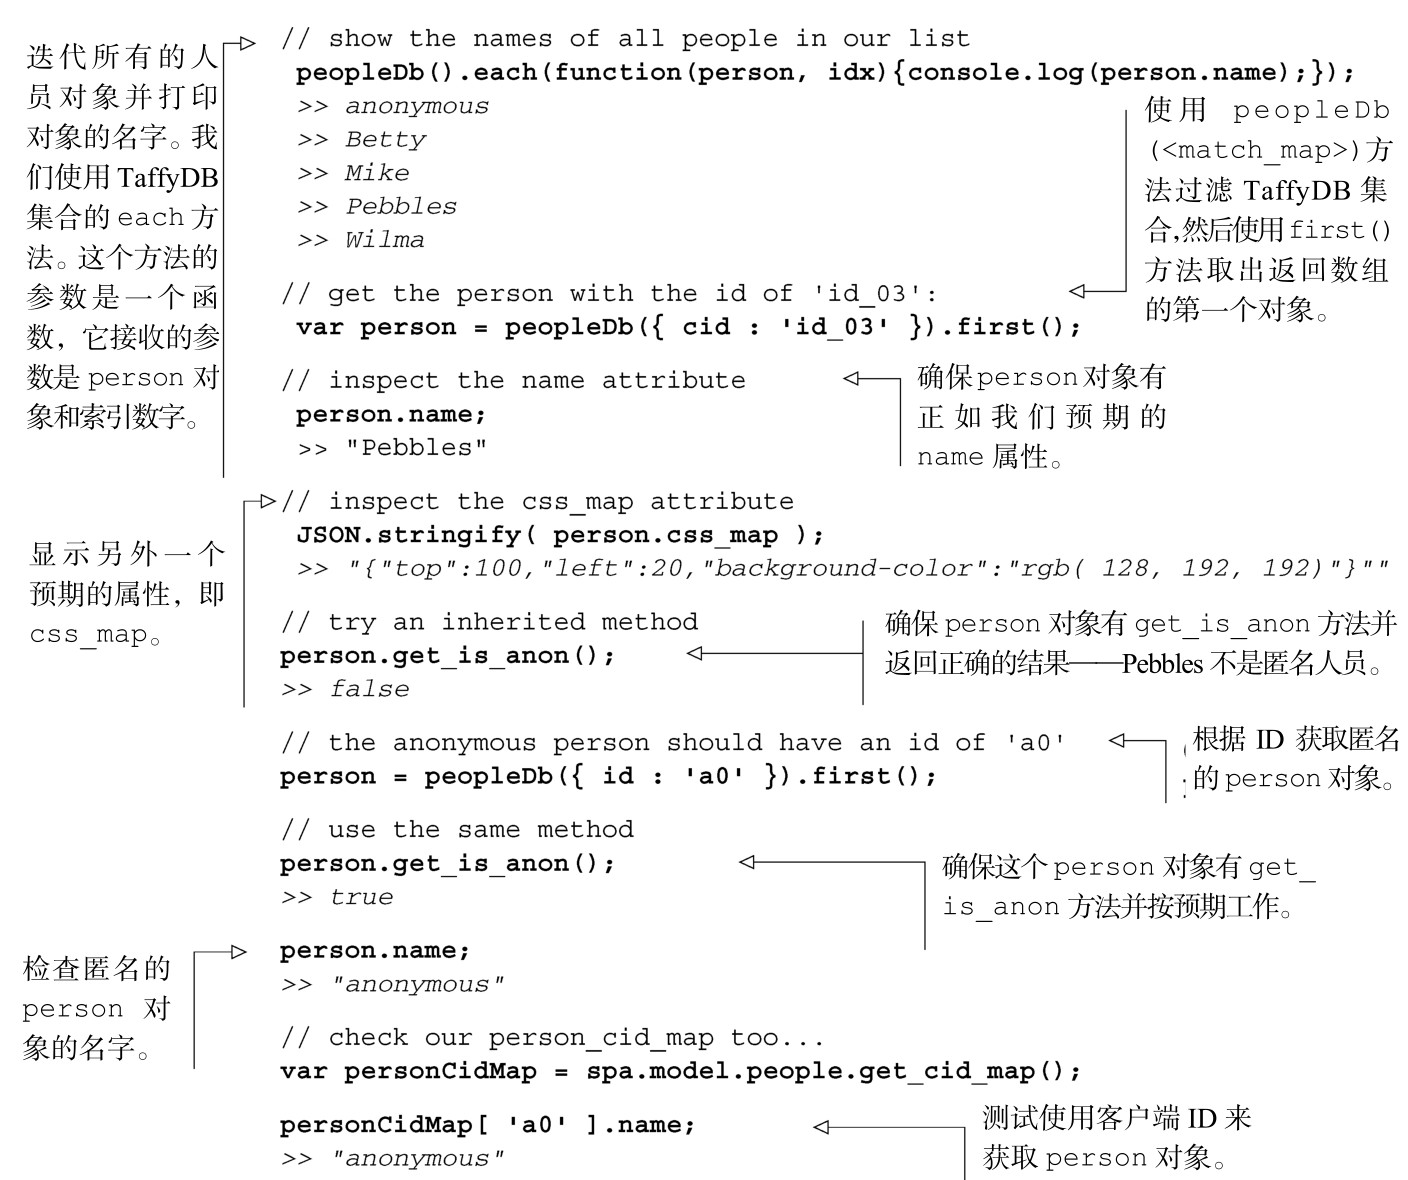 迭代所有的人
员对象并打印
对象的名字。我
们使用 TaffyDB
集合的 each 方
法。这个方法的
参数是一个函
数，它接收的参
数是 person 对
象和索引数字。
// show the names of all people in our list
peopleDb().each(function(person, idx){console.log(person.name);});
>> anonymous
>> Betty
>> Mike
>> Pebbles
>> Wilma
使用 peopleDb
(<match_map>)方
法过滤 TaffyDB 集
合,然后使用 first()
方法取出返回数组
的第一个对象。
// get the person with the id of 'id_03':
var person = peopleDb({ cid : 'id_03' }).first();
// inspect the name attribute
person.name;
>> "Pebbles"
确保 person 对象有
正如我们预期的
name 属性。
// inspect the css_map attribute
JSON.stringify( person.css_map );
>> "{"top":100,"left":20,"background-color":"rgb( 128, 192, 192)"}""
显示另外一个
预期的属性，即
css_map。
// try an inherited method
person.get_is_anon();
>> false
确保 person 对象有 get_is_anon 方法并
返回正确的结果——Pebbles 不是匿名人员。
// the anonymous person should have an id of 'a0'
person = peopleDb({ id : 'a0' }).first();
根据 ID 获取匿名
的 person 对象。
// use the same method
person.get_is_anon();
>> true
确保这个 person 对象有 get_
is_anon 方法并按预期工作。
person.name;
>> "anonymous"
检查匿名的
person 对
象的名字。
// check our person_cid_map too...
var personCidMap = spa.model.people.get_cid_map();
personCidMap[ 'a0' ].name;
>> "anonymous"
测试使用客户端 ID 来
获取 person 对象。